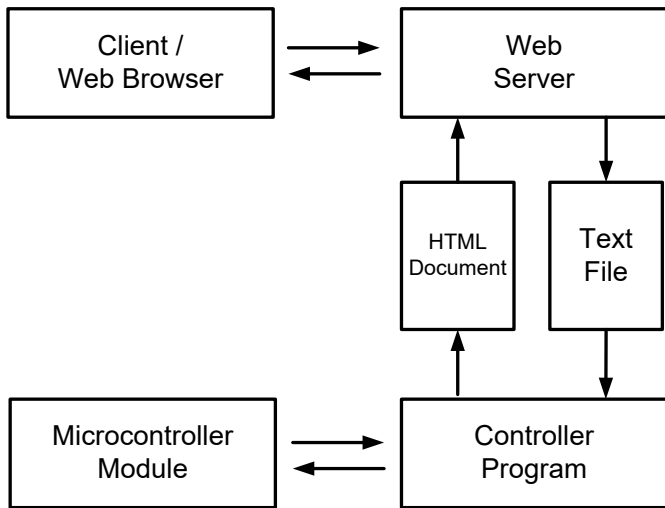 Client /
Web Browser
Web
Server
HTML
Document
Text
File
Microcontroller
Module
Controller
Program